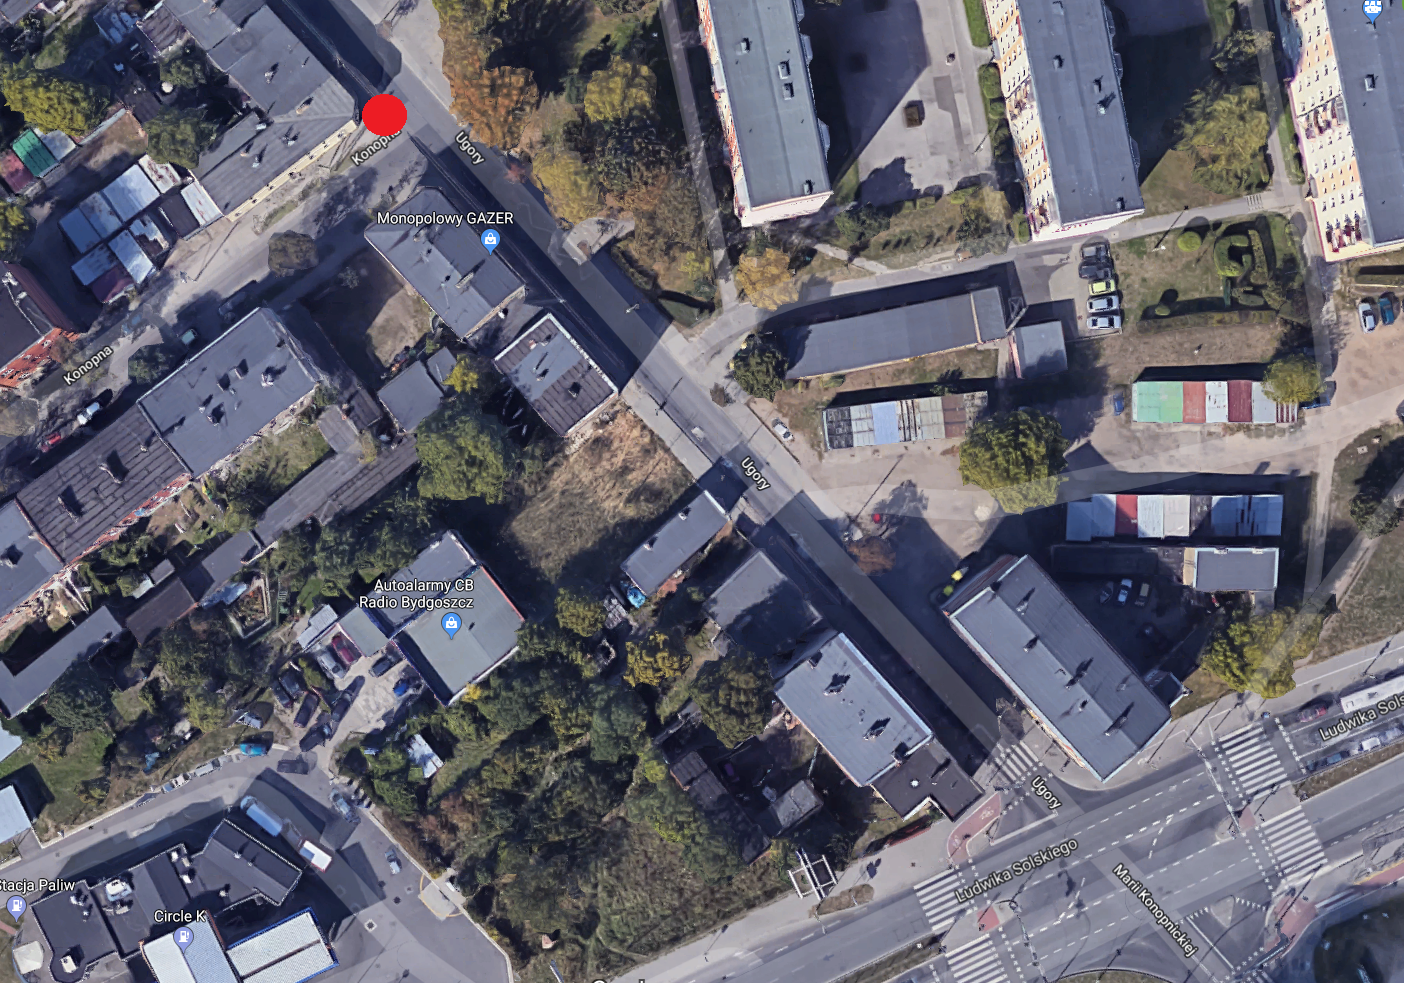 Konopna
Ugory
Monopolowy GAZER
Konopna
Ugory
Autoalarmy CB
Radio Bydgoszcz
Ludwika Sols
Ugory
Ludwika Solskiego
Marii Konopnickiej
Stacja Paliw
Circle K